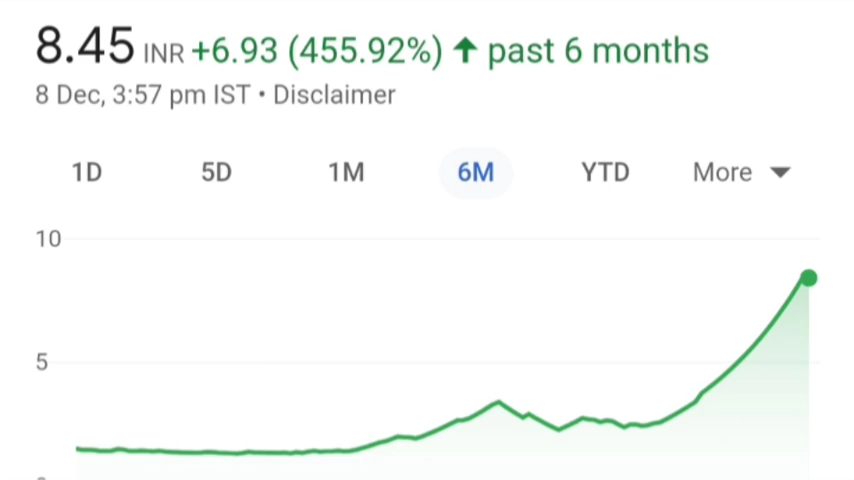 8.45 INR +6.93 (455.92%) ↑ past 6 months
8 Dec, 3:57 pm IST • Disclaimer
1D 5D 1M 6M YTD More
10
5